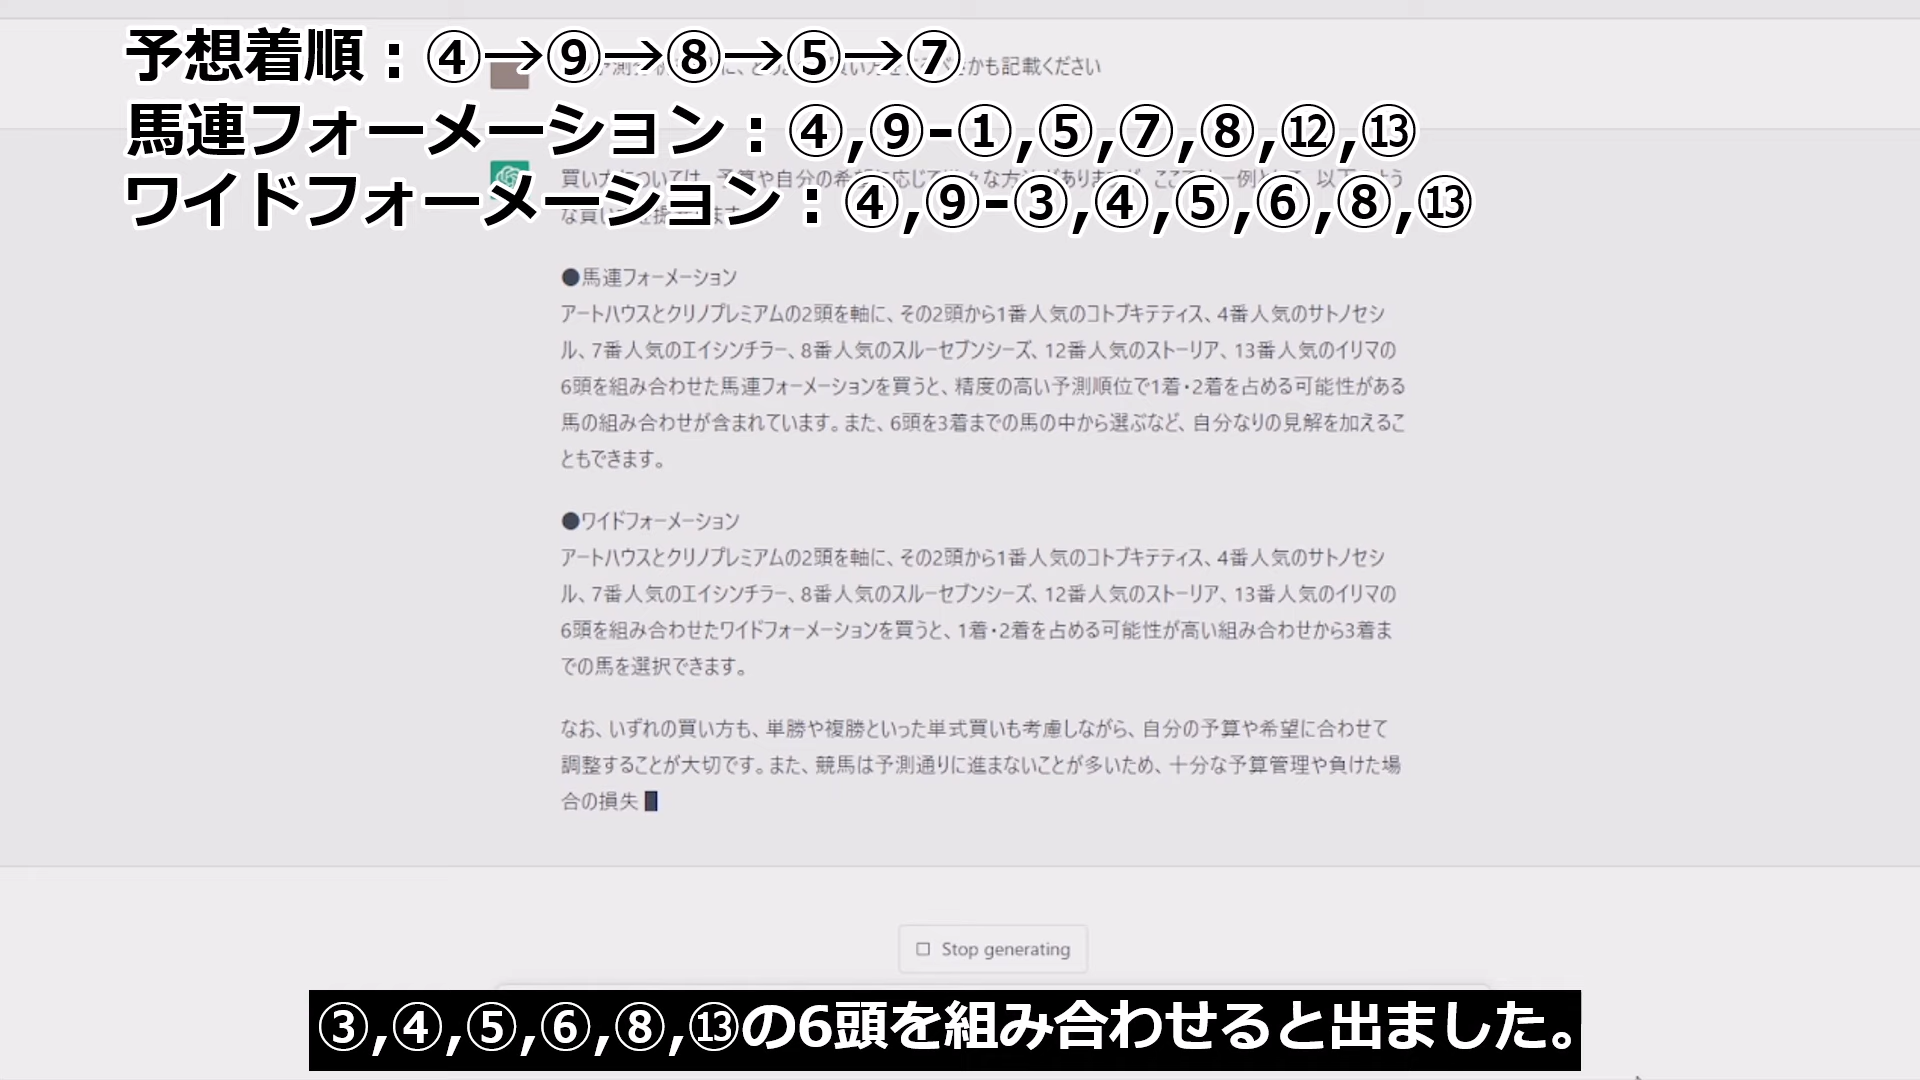 予想着順：④→⑨→⑧→⑤→⑦
かも記載ください
馬連フォーメーション：④,⑨-①,⑤,⑦,⑧,⑫,⑬
買い方については、予算や自分の希
ワイドフォーメーション：④,⑨-③,④,⑤,⑥,⑧,⑬
●馬連フォーメーション
アートハウスとクリノプレミアムの2頭を軸に、その2頭から1番人気のコトブキテティス、4番人気のサトノセシ
ル、7番人気のエイシンチラー、8番人気のスルーセブンシーズ、12番人気のストーリア、13番人気のイリマの
6頭を組み合わせた馬連フォーメーションを買うと、精度の高い予測順位で1着・2着を占める可能性がある
馬の組み合わせが含まれています。また、6頭を3着までの馬の中から選ぶなど、自分なりの見解を加えるこ
ともできます。
●ワイドフォーメーション
アートハウスとクリノプレミアムの2頭を軸に、その2頭から1番人気のコトブキテティス、4番人気のサトノセシ
ル、7番人気のエイシンチラー、8番人気のスルーセブンシーズ、12番人気のストーリア、13番人気のイリマの
6頭を組み合わせたワイドフォーメーションを買うと、1着・2着を占める可能性が高い組み合わせから3着ま
での馬を選択できます。
なお、いずれの買い方も、単勝や複勝といった単式買いも考慮しながら、自分の予算や希望に合わせて
調整することが大切です。また、競馬は予測通りに進まないことが多いため、十分な予算管理や負けた場
合の損失
Stop generating
③,④,⑤,⑥,⑧,⑬の6頭を組み合わせると出ました。